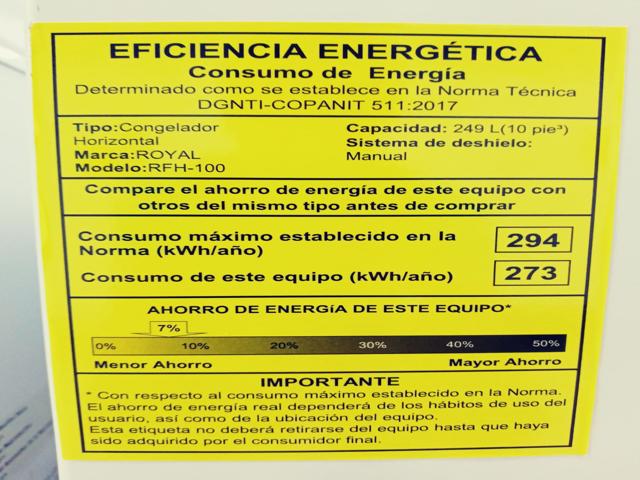 EFICIENCIA ENERGÉTICA
Consumo de Energía
Determinado como se establece en la Norma Técnica
DGNTI-COPANIT 511:2017
Tipo:Congelador
Horizontal
Marca:ROYAL
Modelo:RFH-100
Capacidad: 249 L(10 pie³)
Sistema de deshielo:
Manual
Compare el ahorro de energía de este equipo con
otros del mismo tipo antes de comprar
Consumo máximo establecido en la
Norma (kWh/año)
294
Consumo de este equipo (kWh/año)
273
AHORRO DE ENERGíA DE ESTE EQUIPO*
7%
0% 10% 20% 30% 40% 50%
Menor Ahorro Mayor Ahorro
IMPORTANTE
* Con respecto al consumo máximo establecido en la Norma.
El ahorro de energía real dependerá de los hábitos de uso del
usuario, así como de la ubicación del equipo.
Esta etiqueta no deberá retirarse del equipo hasta que haya
sido adquirido por el consumidor final.